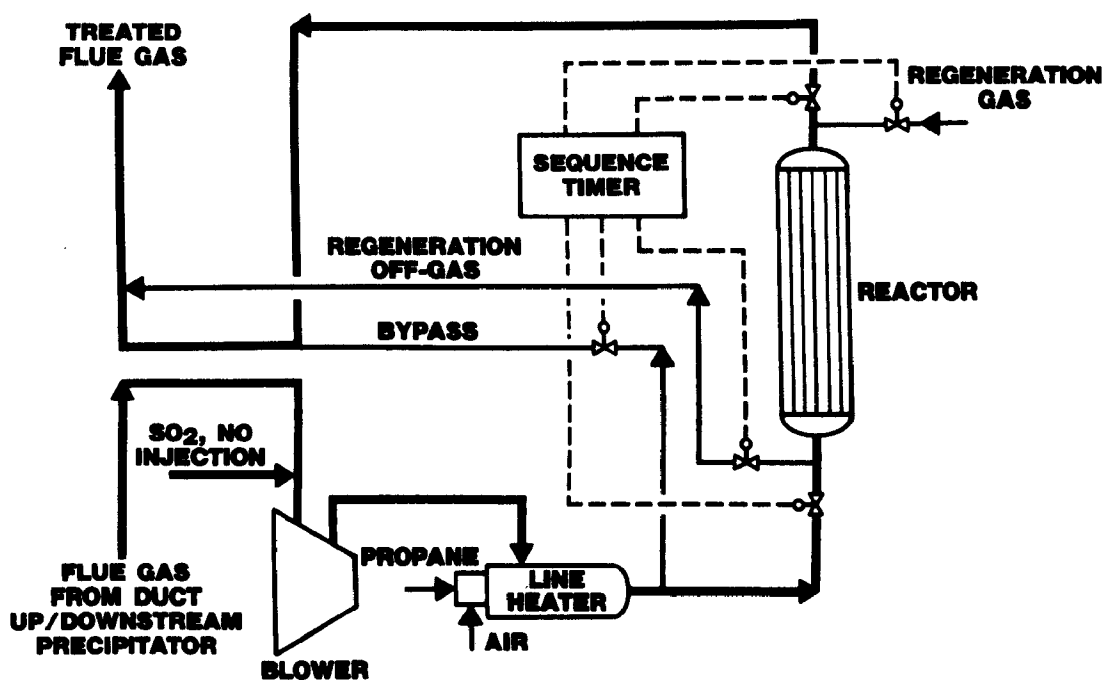 TREATED
FLUE GAS
REGENERATION
GAS
SEQUENCE
TIMER
REGENERATION
OFF-GAS
REACTOR
BYPASS
SO2, NO
INJECTION
PROPANE
LINE
HEATER
FLUE GAS
FROM DUCT
UP/DOWNSTREAM
PRECIPITATOR
AIR
BLOWER